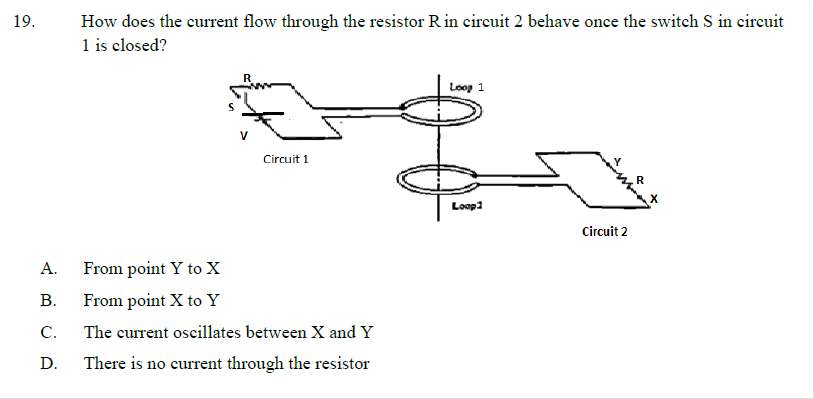 19. How does the current flow through the resistor R in circuit 2 behave once the switch S in circuit
1 is closed?
R
Loop 1
S
V
Circuit 1
Y
R
X
Loop2
Circuit 2
A. From point Y to X
B. From point X to Y
C. The current oscillates between X and Y
D. There is no current through the resistor